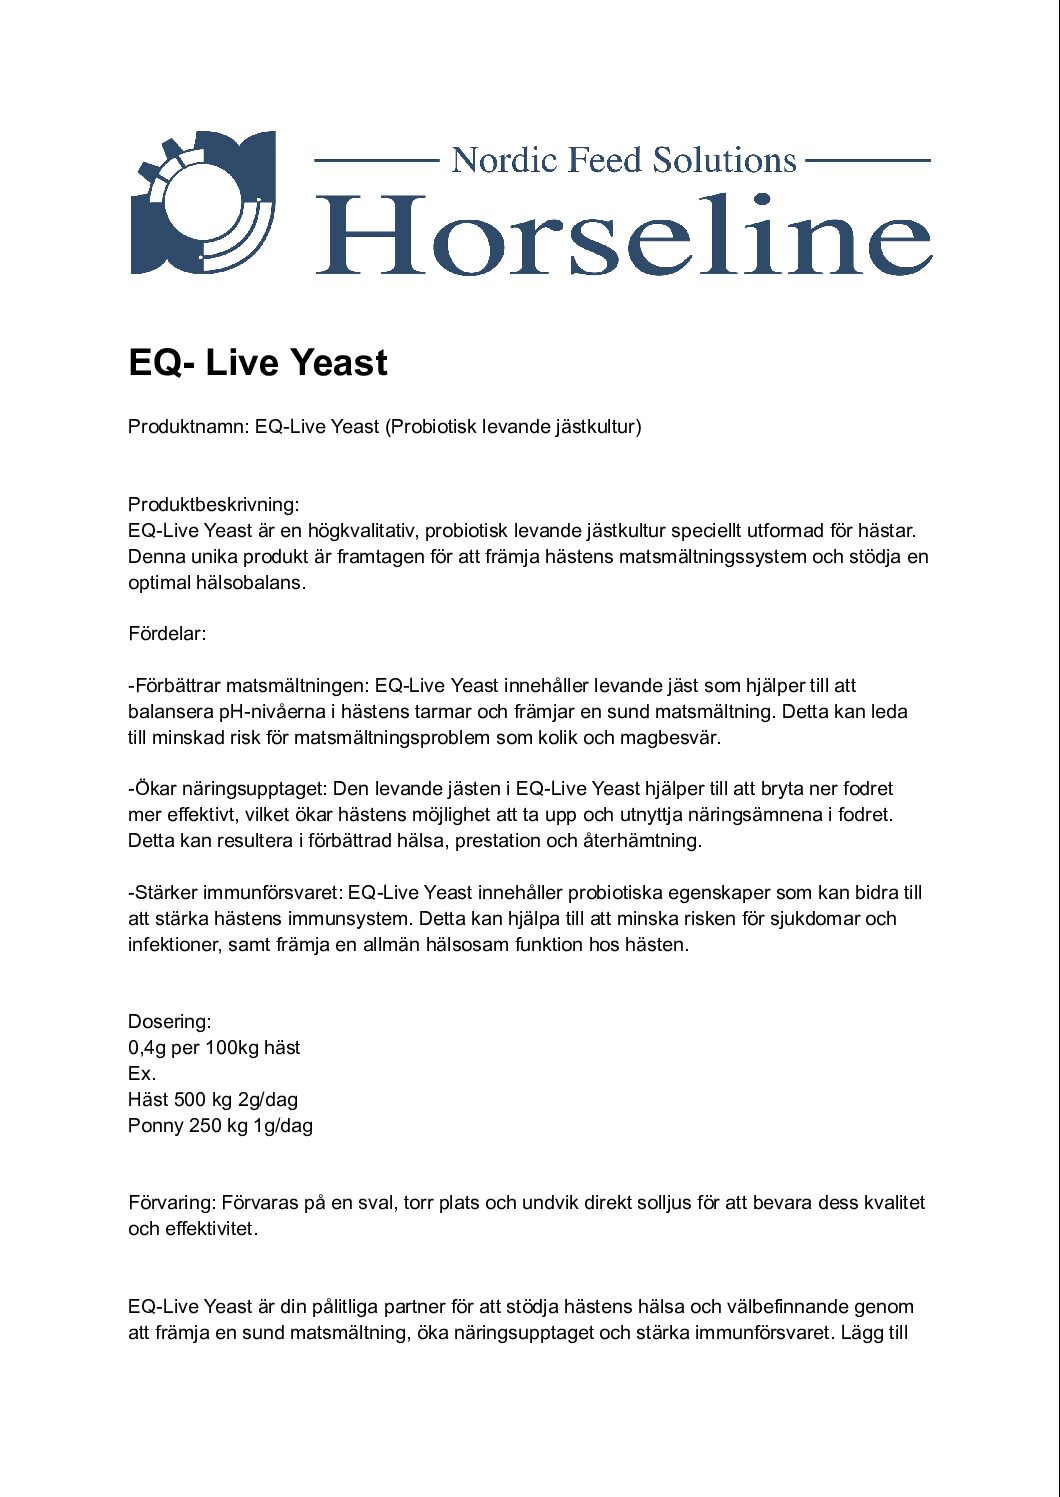 Nordic Feed Solutions
Horseline
EQ- Live Yeast
Produktnamn: EQ-Live Yeast (Probiotisk levande jästkultur)
Produktbeskrivning:
EQ-Live Yeast är en högkvalitativ, probiotisk levande jästkultur speciellt utformad för hästar.
Denna unika produkt är framtagen för att främja hästens matsmältningssystem och stödja en
optimal hälsobalans.
Fördelar:
-Förbättrar matsmältningen: EQ-Live Yeast innehåller levande jäst som hjälper till att
balansera pH-nivåerna i hästens tarmar och främjar en sund matsmältning. Detta kan leda
till minskad risk för matsmältningsproblem som kolik och magbesvär.
-Ökar näringsupptaget: Den levande jästen i EQ-Live Yeast hjälper till att bryta ner fodret
mer effektivt, vilket ökar hästens möjlighet att ta upp och utnyttja näringsämnena i fodret.
Detta kan resultera i förbättrad hälsa, prestation och återhämtning.
-Stärker immunförsvaret: EQ-Live Yeast innehåller probiotiska egenskaper som kan bidra till
att stärka hästens immunsystem. Detta kan hjälpa till att minska risken för sjukdomar och
infektioner, samt främja en allmän hälsosam funktion hos hästen.
Dosering:
0,4g per 100kg häst
Ex.
Häst 500 kg 2g/dag
Ponny 250 kg 1g/dag
Förvaring: Förvaras på en sval, torr plats och undvik direkt solljus för att bevara dess kvalitet
och effektivitet.
EQ-Live Yeast är din pålitliga partner för att stödja hästens hälsa och välbefinnande genom
att främja en sund matsmältning, öka näringsupptaget och stärka immunförsvaret. Lägg till